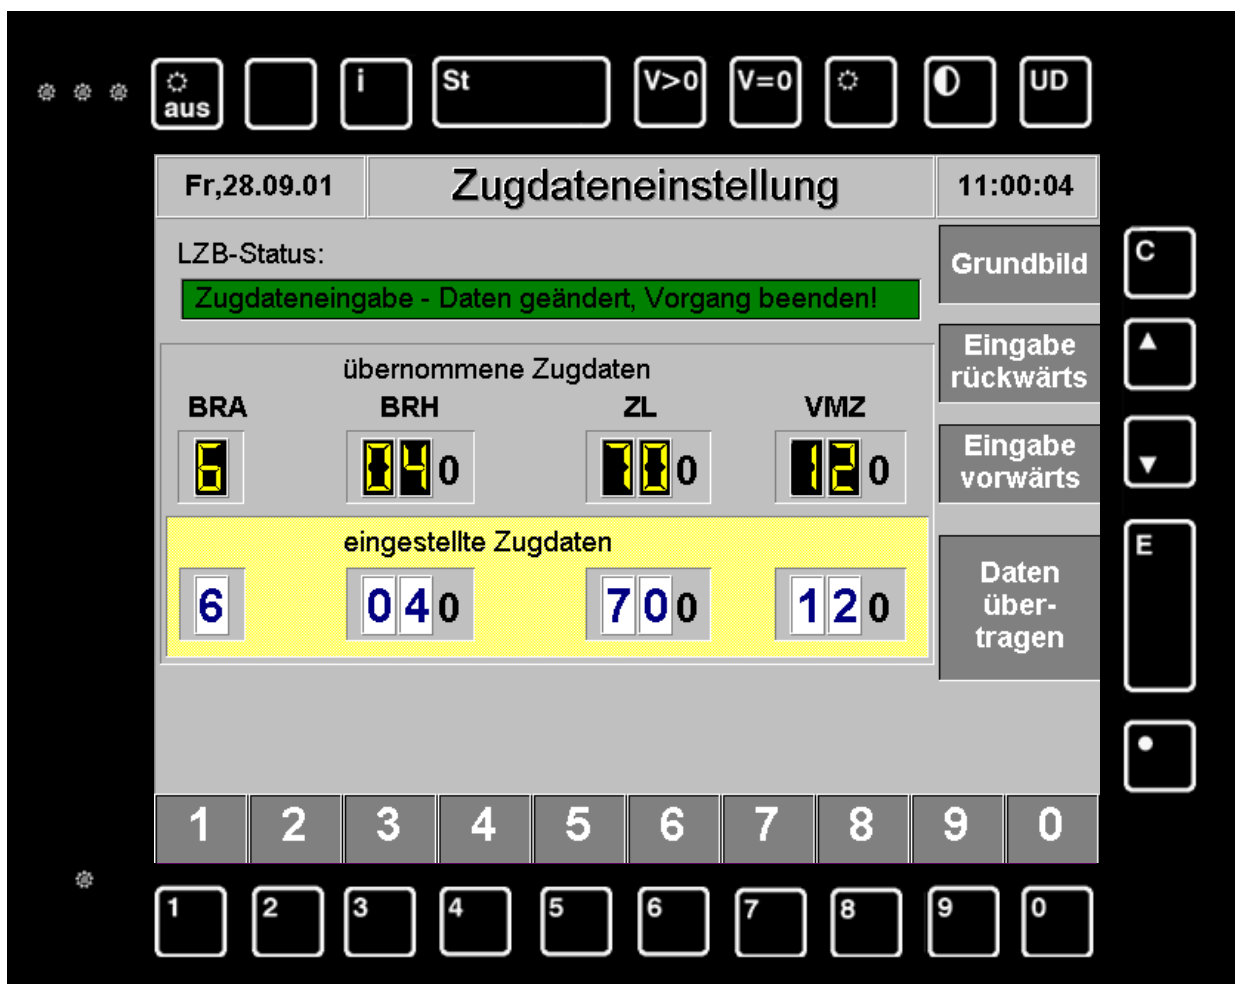 aus
i
St
V>0
V=0
UD
Fr,28.09.01
Zugdateneinstellung
11:00:04
LZB-Status:
Zugdateneingabe - Daten geändert, Vorgang beenden!
Grundbild
C
Eingabe
rückwärts
übernommene Zugdaten
BRA BRH ZL VMZ
6 040 700 120
Eingabe
vorwärts
eingestellte Zugdaten
6 040 700 120
Daten
über-
tragen
E
1 2 3 4 5 6 7 8 9 0
1 2 3 4 5 6 7 8 9 0